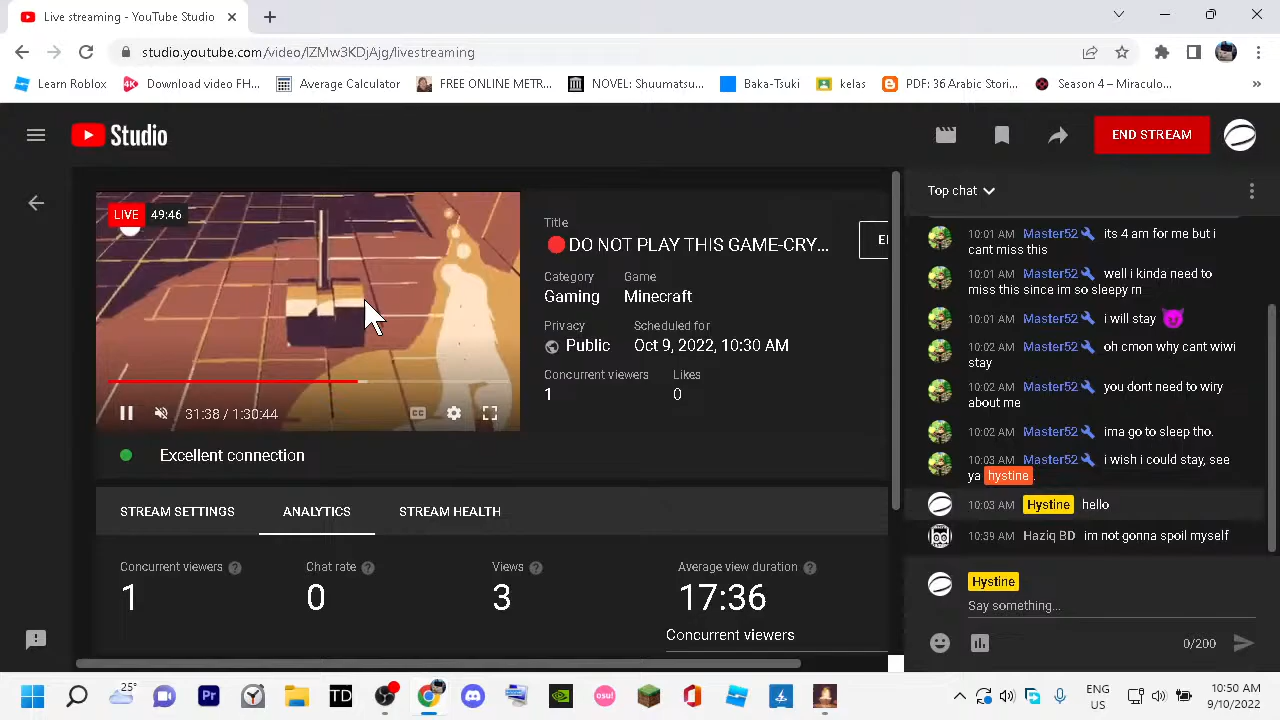 Live streaming - YouTube Studio
studio.youtube.com/video/lZMw3KDjAjg/livestreaming
Learn Roblox
Download video FH...
Average Calculator
FREE ONLINE METR...
NOVEL: Shuumatsu...
Baka-Tsuki
kelas
PDF: 36 Arabic Stori...
Season 4 – Miraculo...
»
Studio
END STREAM
LIVE 49:46
31:38 / 1:30:44
CC
Excellent connection
Title
DO NOT PLAY THIS GAME-CRY...
Category
Gaming
Game
Minecraft
Privacy
Public
Scheduled for
Oct 9, 2022, 10:30 AM
Concurrent viewers
1
Likes
0
STREAM SETTINGS
ANALYTICS
STREAM HEALTH
Concurrent viewers
1
Chat rate
0
Views
3
Average view duration
17:36
Concurrent viewers
Top chat
10:01 AM Master52 its 4 am for me but i
cant miss this
10:01 AM Master52 well i kinda need to
miss this since im so sleepy rn
10:01 AM Master52 i will stay
10:02 AM Master52 oh cmon why cant wiwi
stay
10:02 AM Master52 you dont need to wiry
about me
10:02 AM Master52 ima go to sleep tho.
10:03 AM Master52 i wish i could stay, see
ya hystine.
10:03 AM Hystine hello
10:39 AM Haziq BD im not gonna spoil myself
Hystine
Say something...
0/200
25°
Pr
TD
osu!
ENG
US
10:50 AM
9/10/2022